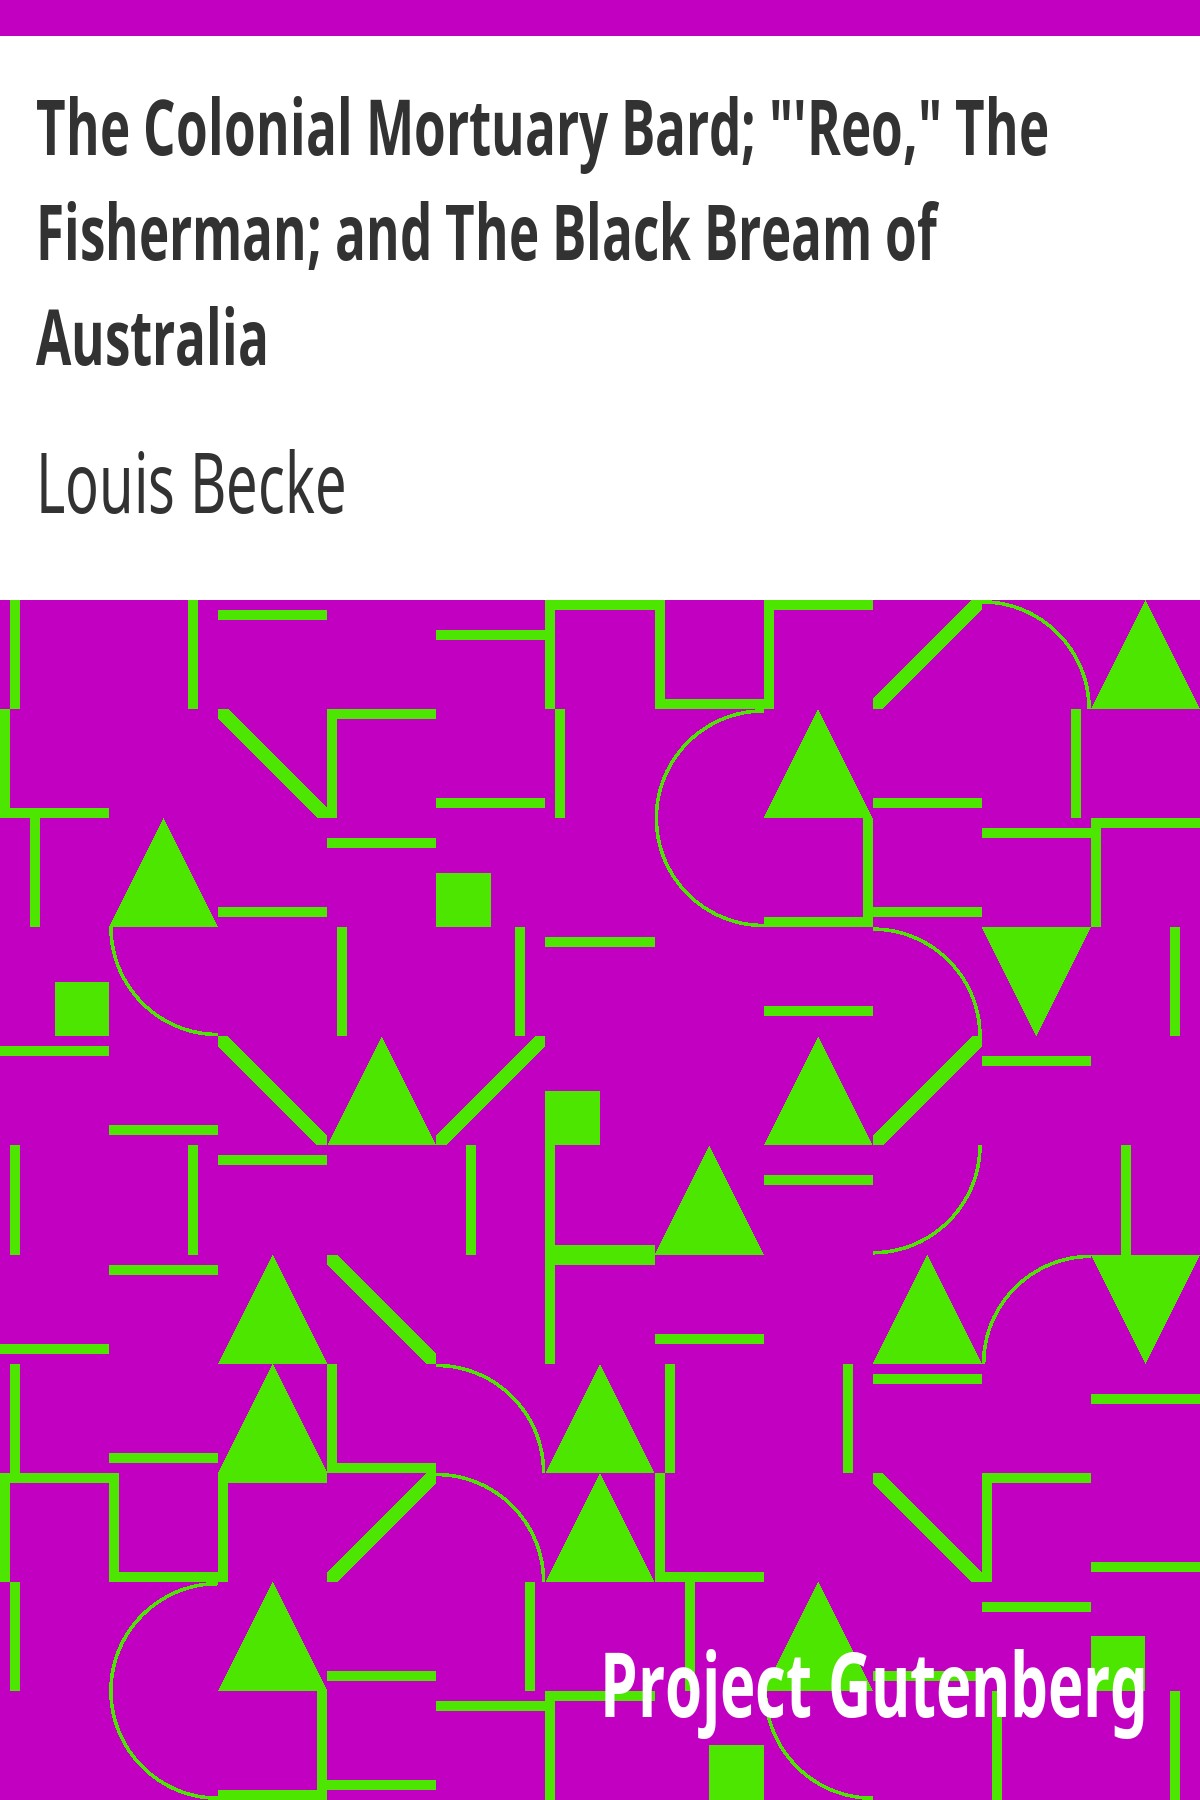 The Colonial Mortuary Bard; "'Reo," The
Fisherman; and The Black Bream of
Australia
Louis Becke
Project Gutenberg